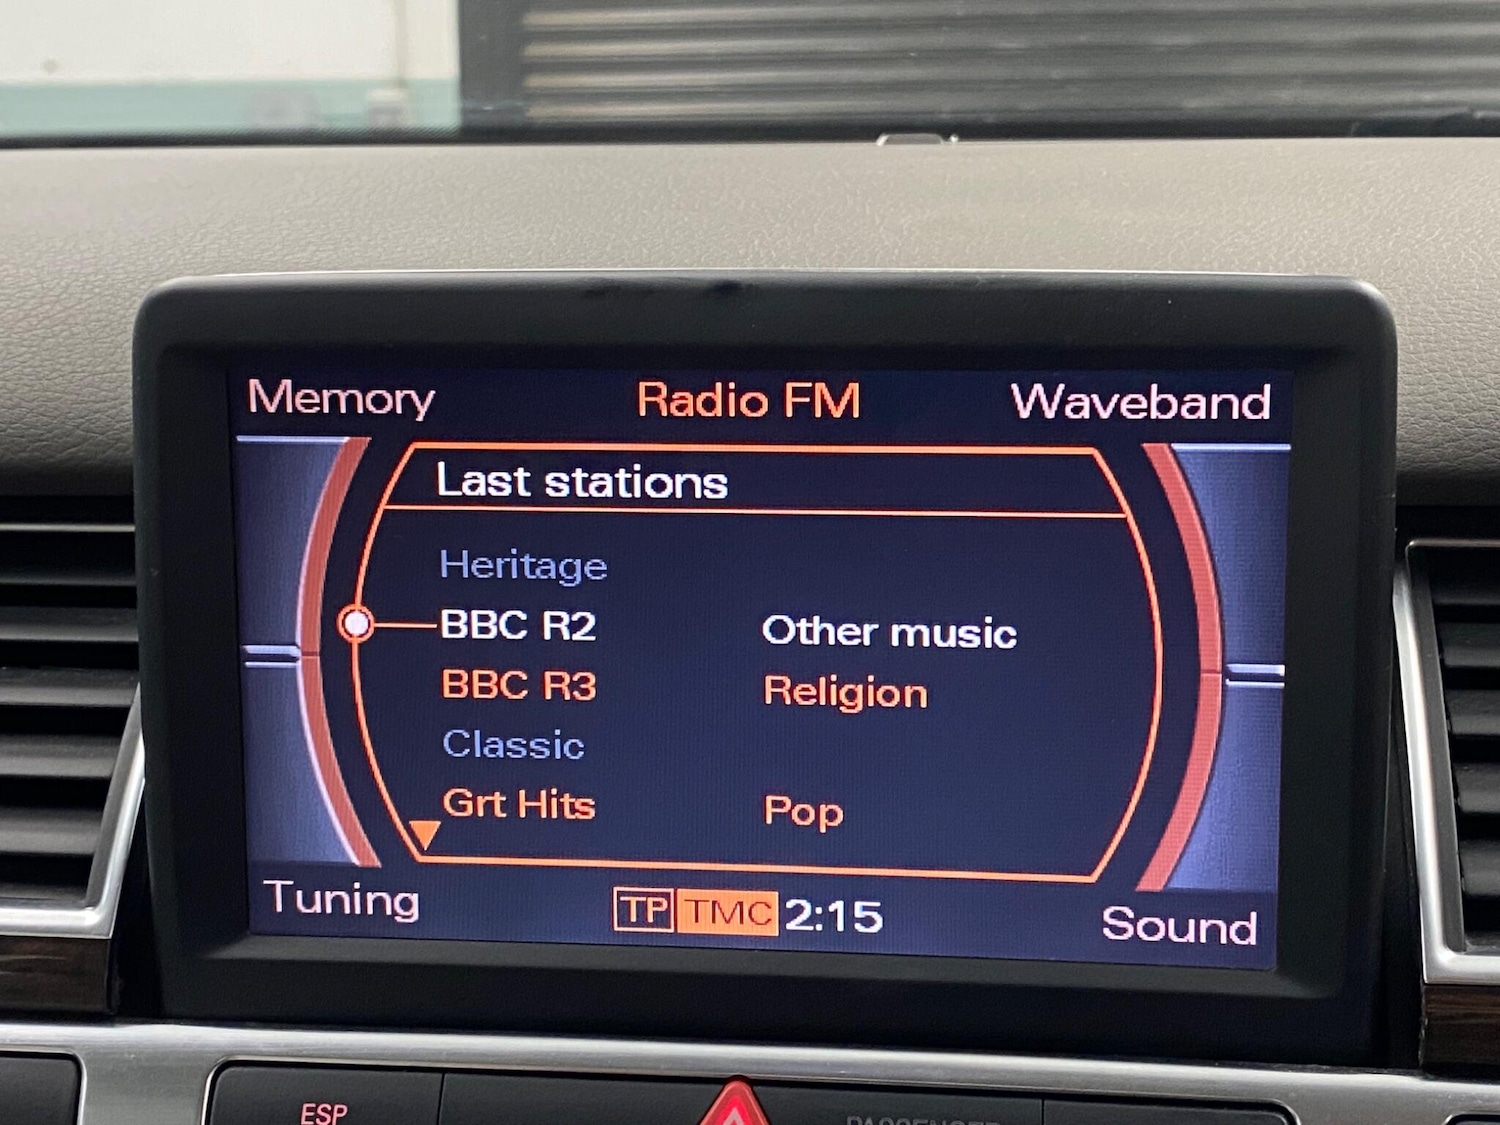 Memory Radio FM Waveband
Last stations
Heritage
BBC R2 Other music
BBC R3 Religion
Classic
Grt Hits Pop
Tuning TP TMC 2:15 Sound
ESP